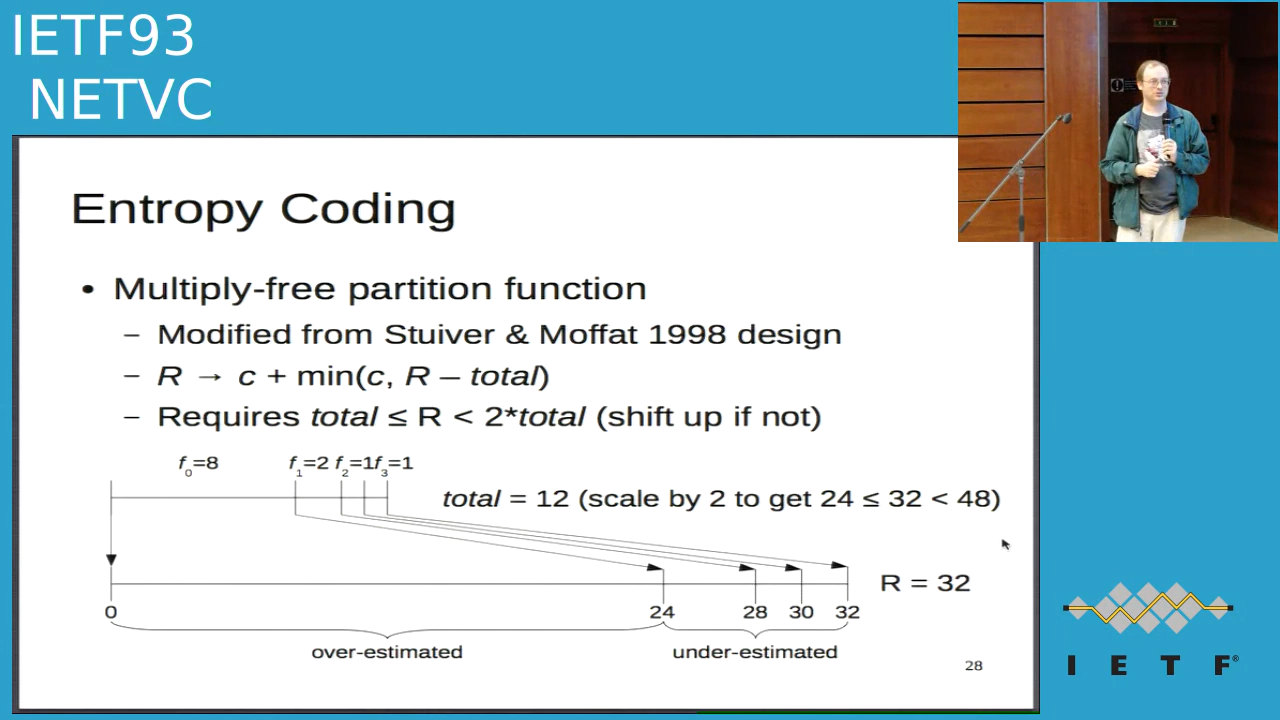 IETF93
NETVC
Entropy Coding
• Multiply-free partition function
– Modified from Stuiver & Moffat 1998 design
– R → c + min(c, R – total)
– Requires total ≤ R < 2*total (shift up if not)
f0=8 f1=2 f2=1 f3=1
total = 12 (scale by 2 to get 24 ≤ 32 < 48)
R = 32
0 24 28 30 32
over-estimated under-estimated
28
I E T F®